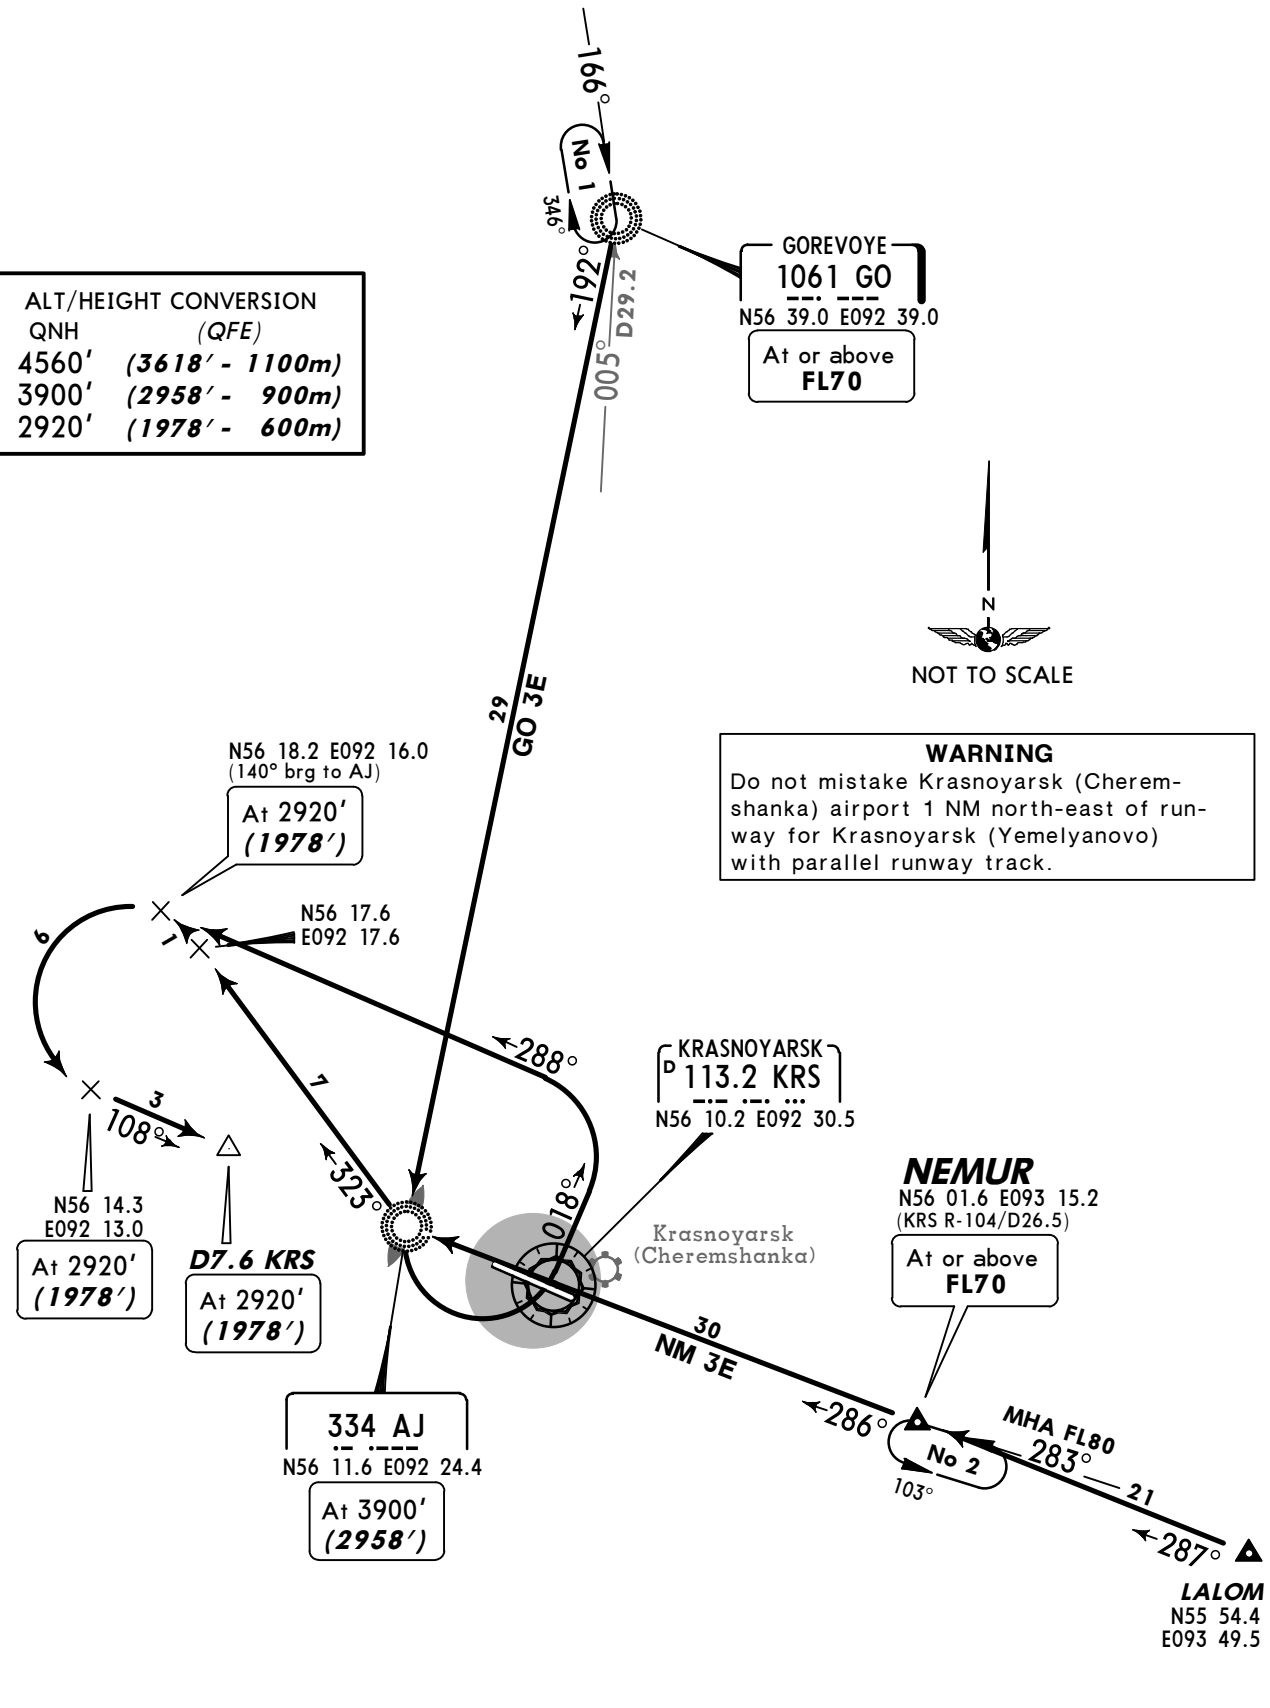 166°
No 1
346°
192°
D29.2
005°
GOREVOYE
1061 GO
N56 39.0 E092 39.0
At or above
FL70
ALT/HEIGHT CONVERSION
QNH (QFE)
4560' (3618' - 1100m)
3900' (2958' - 900m)
2920' (1978' - 600m)
N
NOT TO SCALE
29
GO 3E
WARNING
Do not mistake Krasnoyarsk (Cherem-
shanka) airport 1 NM north-east of run-
way for Krasnoyarsk (Yemelyanovo)
with parallel runway track.
N56 18.2 E092 16.0
(140° brg to AJ)
At 2920'
(1978')
N56 17.6
E092 17.6
6
1
288°
7
3
108°
323°
018°
KRASNOYARSK
D 113.2 KRS
N56 10.2 E092 30.5
N56 14.3
E092 13.0
At 2920'
(1978')
D7.6 KRS
At 2920'
(1978')
Krasnoyarsk
(Cheremshanka)
NEMUR
N56 01.6 E093 15.2
(KRS R-104/D26.5)
At or above
FL70
30
NM 3E
286°
MHA FL80
283°
No 2
103°
21
287°
334 AJ
N56 11.6 E092 24.4
At 3900'
(2958')
LALOM
N55 54.4
E093 49.5